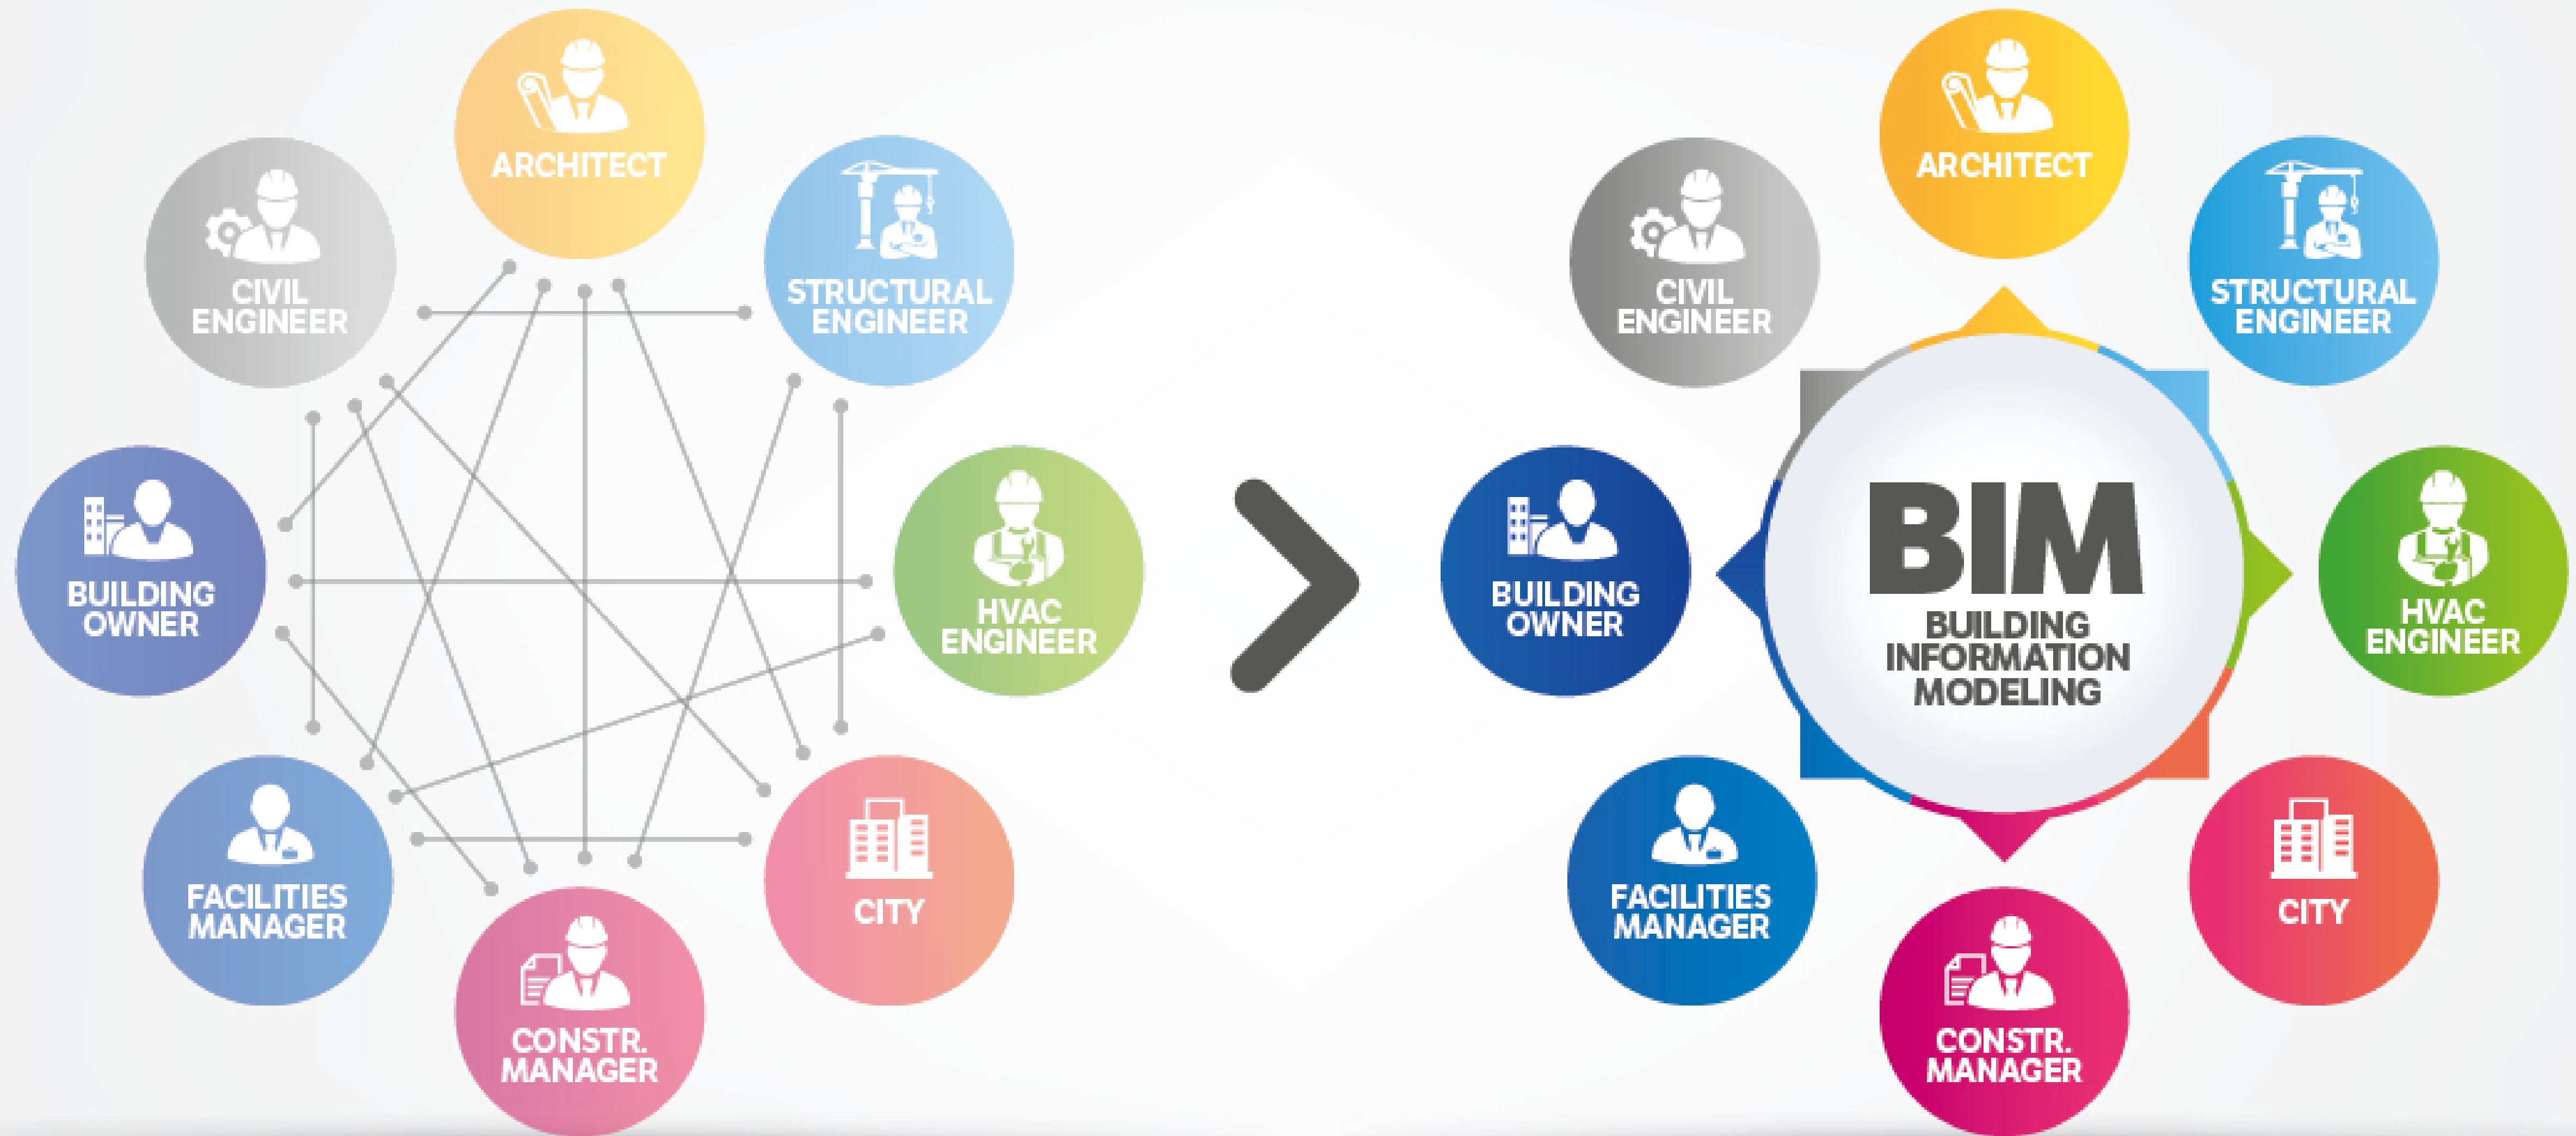 ARCHITECT
CIVIL
ENGINEER
STRUCTURAL
ENGINEER
BUILDING
OWNER
HVAC
ENGINEER
FACILITIES
MANAGER
CITY
CONSTR.
MANAGER
ARCHITECT
CIVIL
ENGINEER
STRUCTURAL
ENGINEER
BUILDING
OWNER
BIM
BUILDING
INFORMATION
MODELING
HVAC
ENGINEER
FACILITIES
MANAGER
CITY
CONSTR.
MANAGER